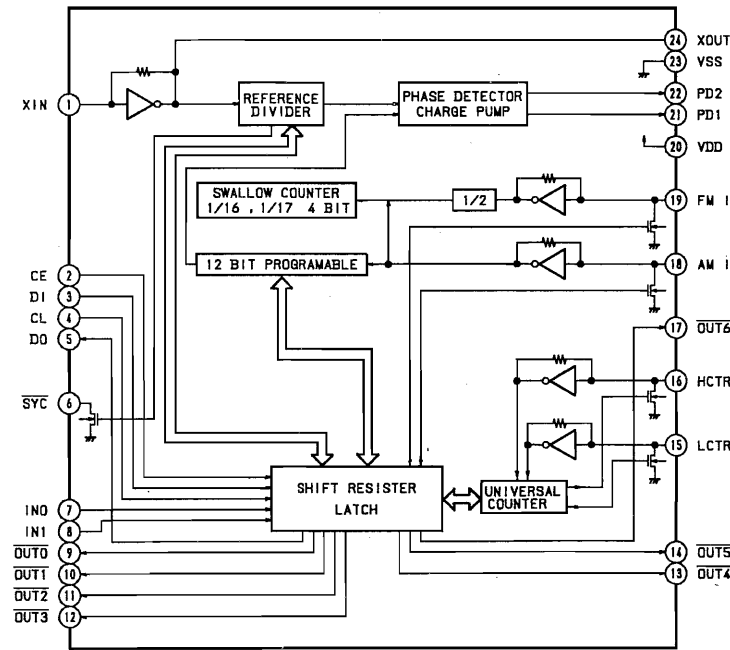 24 XOUT
23 VSS
XIN 1
REFERENCE
DIVIDER
PHASE DETECTOR
CHARGE PUMP
22 PD2
21 PD1
20 VDD
SWALLOW COUNTER
1/16 , 1/17 4 BIT
1/2
19 FM I
12 BIT PROGRAMABLE
18 AM I
CE 2
DI 3
CL 4
DO 5
17 OUT6
SYC 6
16 HCTR
15 LCTR
SHIFT RESISTER
LATCH
UNIVERSAL
COUNTER
IN0 7
IN1 8
OUT0 9
OUT1 10
OUT2 11
OUT3 12
14 OUT5
13 OUT4